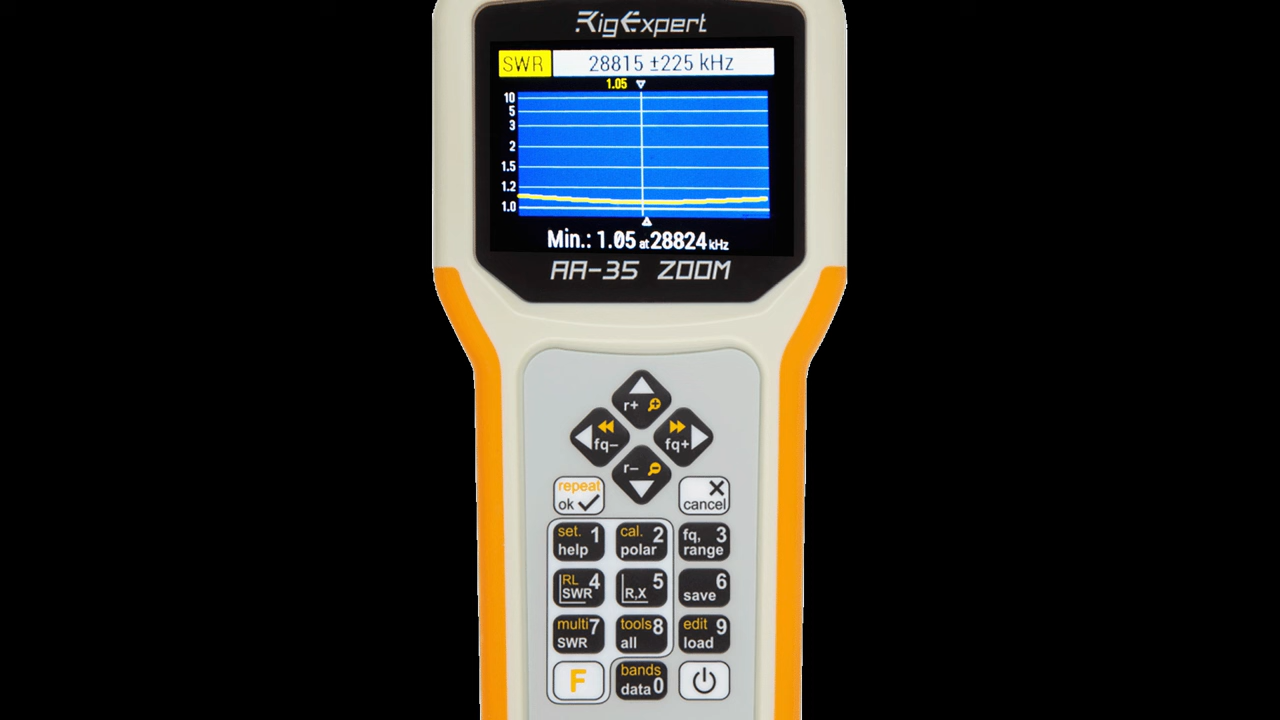 RigExpert
SWR 28815 ±225 kHz
1.05
10
5
3
2
1.5
1.2
1.0
Min.: 1.05 at 28824 kHz
AA-35 ZOOM
r+
fq–
fq+
r–
repeat
ok
cancel
set. 1
help
cal. 2
polar
fq, 3
range
RL 4
SWR
5
R,X
6
save
multi 7
SWR
tools 8
all
edit 9
load
F
bands
data 0